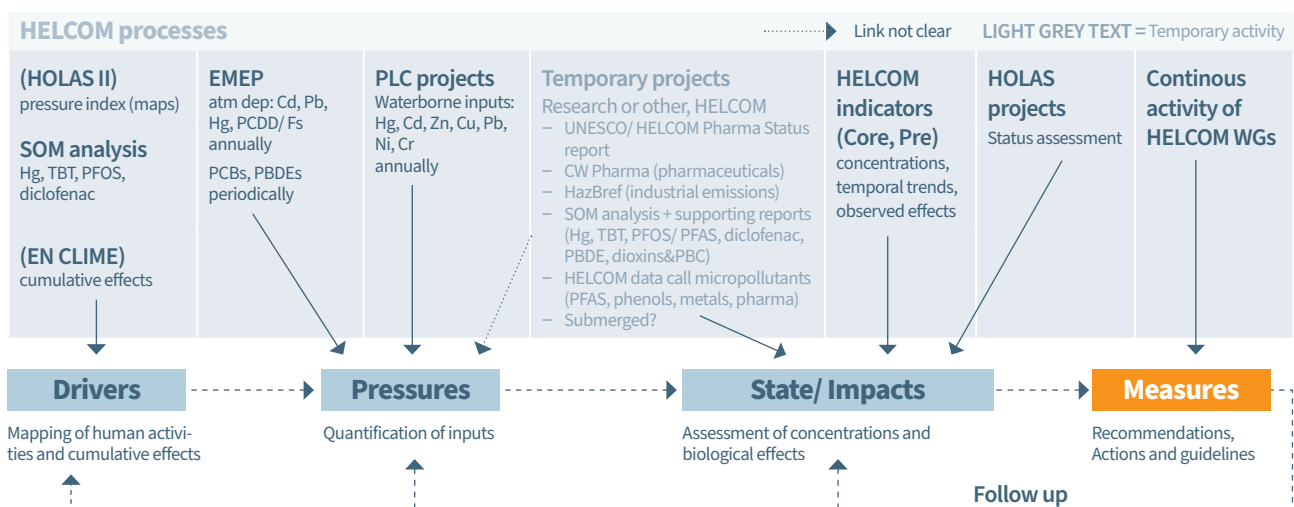 HELCOM processes
Link not clear
LIGHT GREY TEXT = Temporary activity
(HOLAS II)
pressure index (maps)
SOM analysis
Hg, TBT, PFOS,
diclofenac
(EN CLIME)
cumulative effects
EMEP
atm dep: Cd, Pb,
Hg, PCDD/ Fs
annually
PCBs, PBDEs
periodically
PLC projects
Waterborne inputs:
Hg, Cd, Zn, Cu, Pb,
Ni, Cr
annually
Temporary projects
Research or other, HELCOM
– UNESCO/ HELCOM Pharma Status
report
– CW Pharma (pharmaceuticals)
– HazBref (industrial emissions)
– SOM analysis + supporting reports
(Hg, TBT, PFOS/ PFAS, diclofenac,
PBDE, dioxins&PBC)
– HELCOM data call micropollutants
(PFAS, phenols, metals, pharma)
– Submerged?
HELCOM
indicators
(Core, Pre)
concentrations,
temporal trends,
observed effects
HOLAS
projects
Status assessment
Continous
activity of
HELCOM WGs
Drivers
Pressures
State/ Impacts
Measures
Mapping of human activi-
ties and cumulative effects
Quantification of inputs
Assessment of concentrations and
biological effects
Recommendations,
Actions and guidelines
Follow up